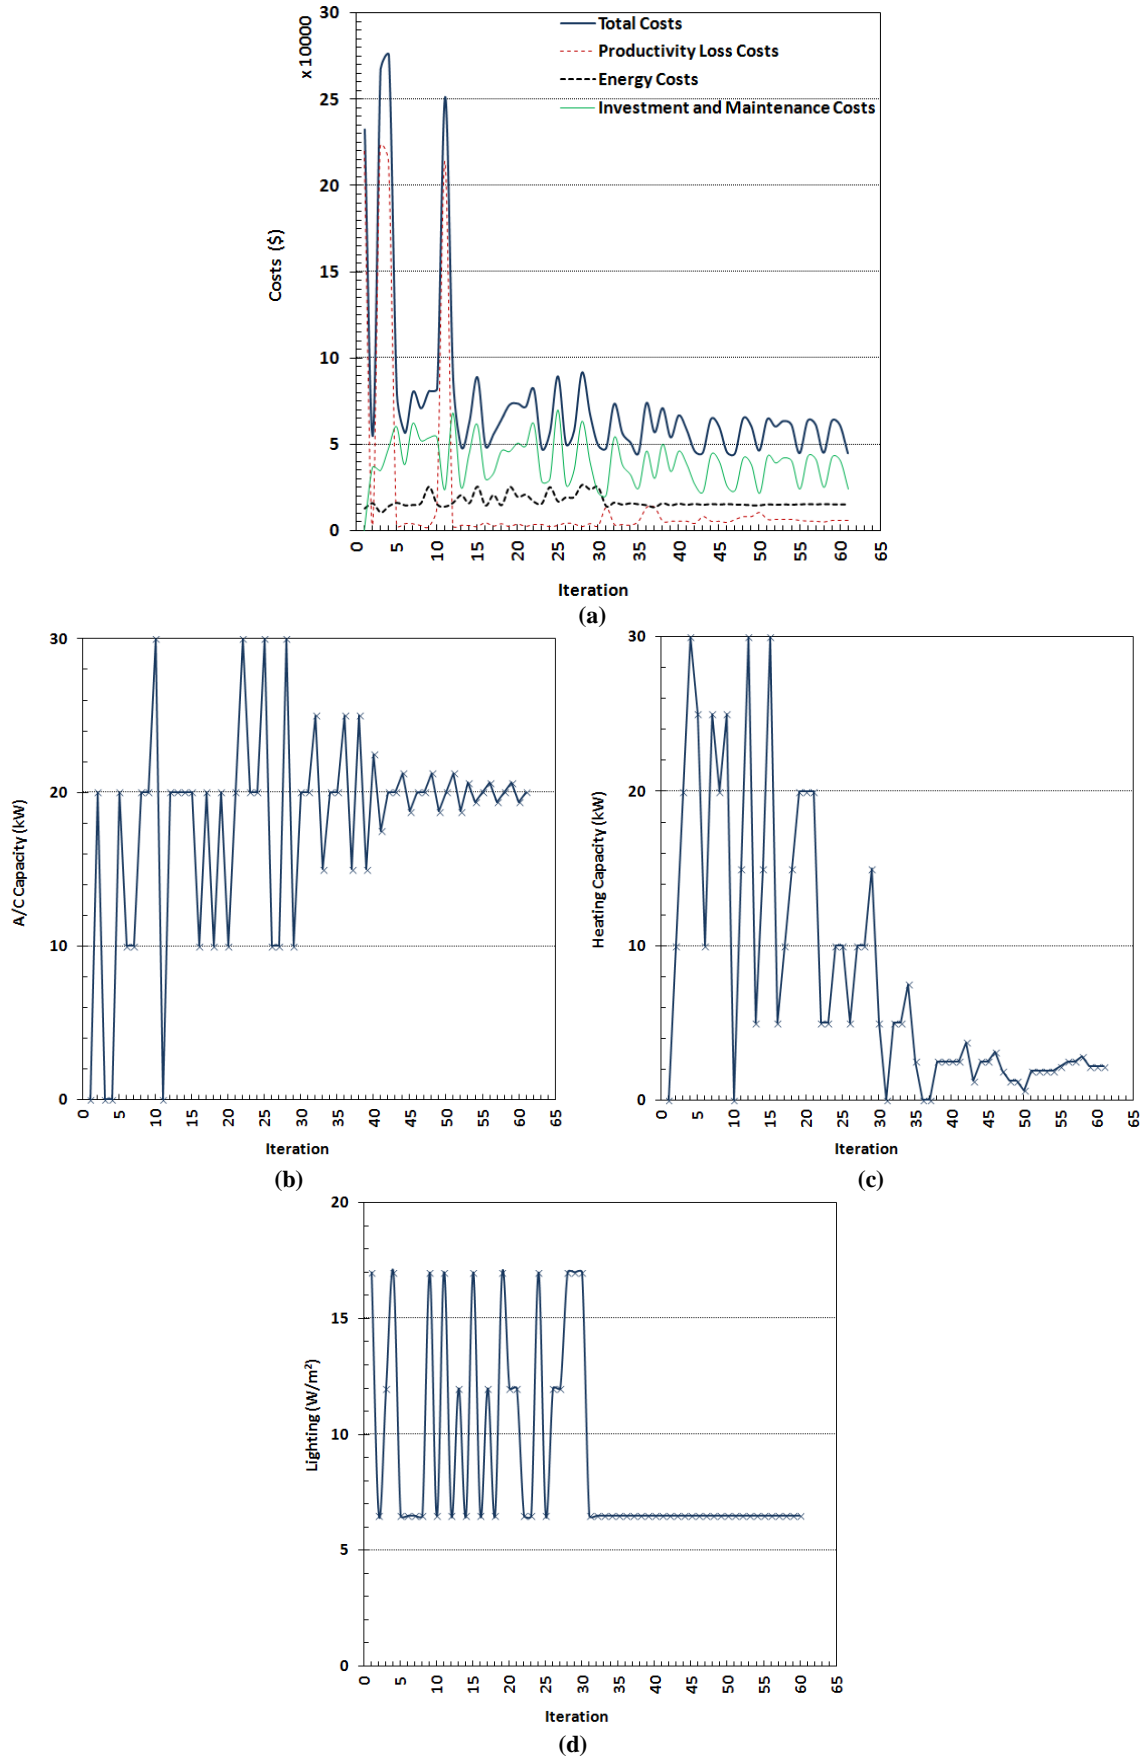 x 10000
Costs ($)
30
25
20
15
10
5
0
Total Costs
Productivity Loss Costs
Energy Costs
Investment and Maintenance Costs
0 5 10 15 20 25 30 35 40 45 50 55 60 65
Iteration
(a)
A/C Capacity (kW)
30
20
10
0
0 5 10 15 20 25 30 35 40 45 50 55 60 65
Iteration
(b)
Heating Capacity (kW)
30
20
10
0
0 5 10 15 20 25 30 35 40 45 50 55 60 65
Iteration
(c)
Lighting (W/m²)
20
15
10
5
0
0 5 10 15 20 25 30 35 40 45 50 55 60 65
Iteration
(d)